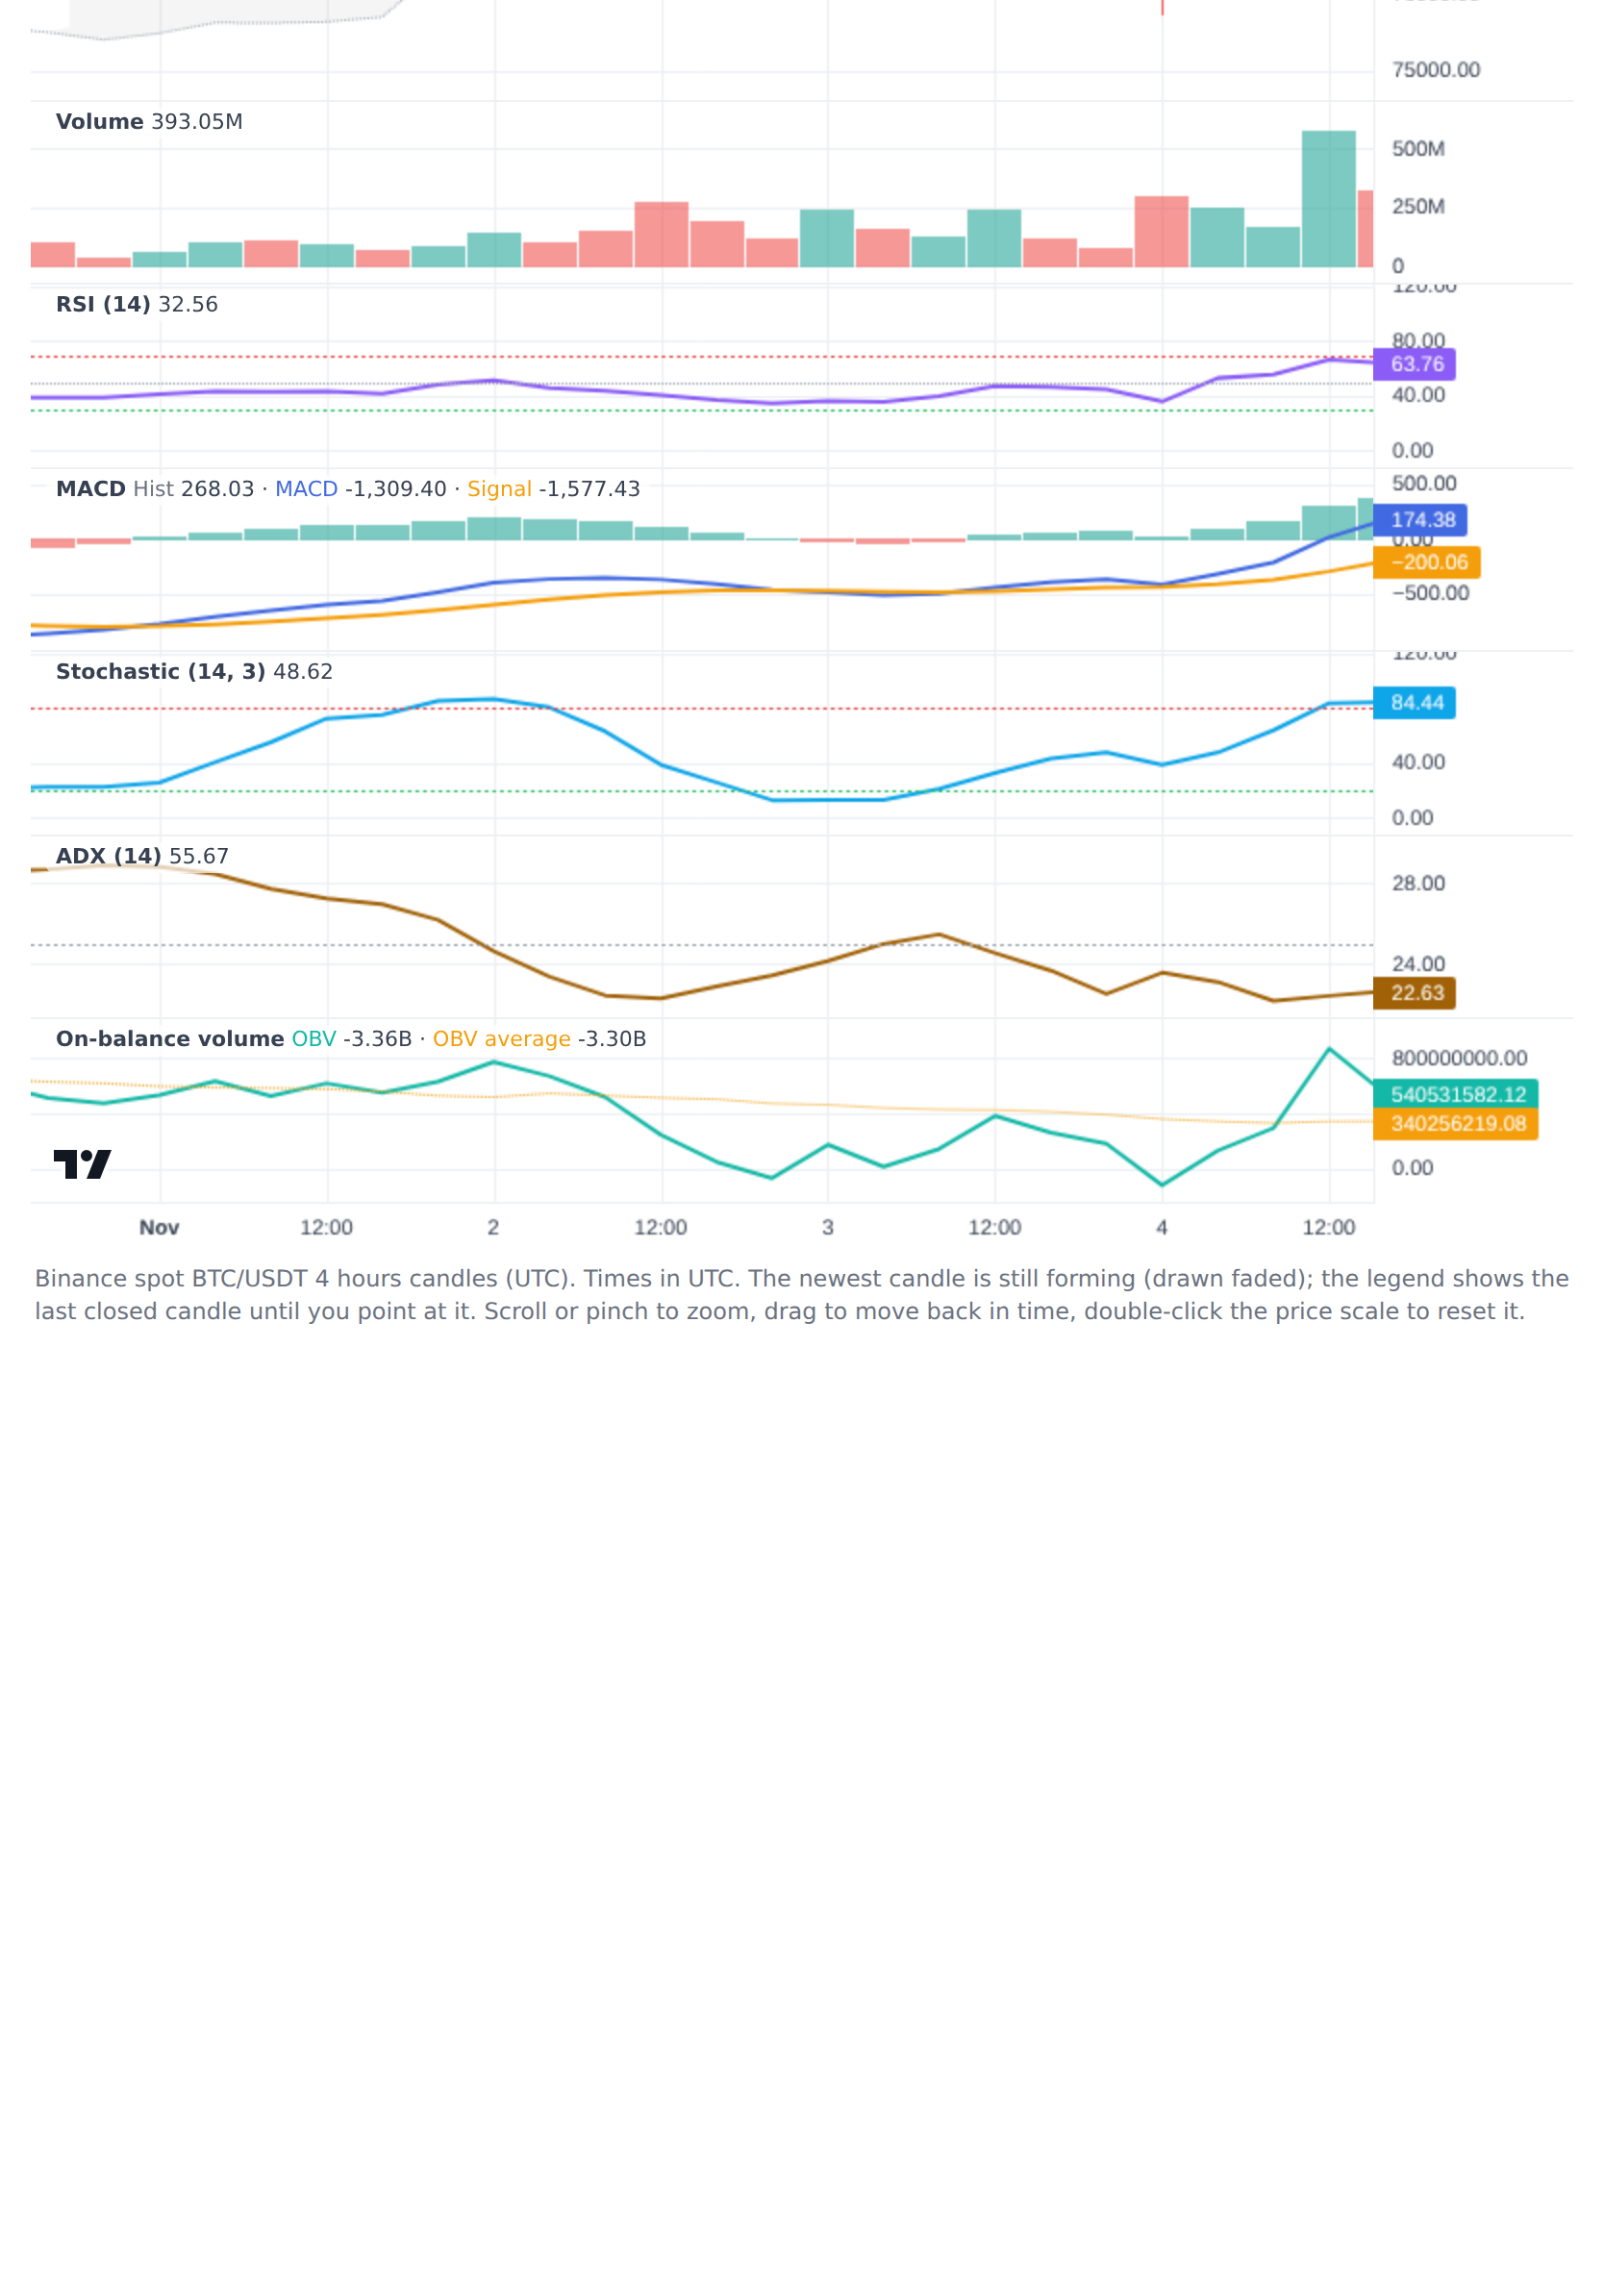 75000.00
Volume 393.05M
500M
250M
0
RSI (14) 32.56
120.00
80.00
63.76
40.00
0.00
MACD Hist 268.03 · MACD -1,309.40 · Signal -1,577.43
500.00
174.38
0.00
−200.06
−500.00
Stochastic (14, 3) 48.62
120.00
84.44
40.00
0.00
ADX (14) 55.67
28.00
24.00
22.63
On-balance volume OBV -3.36B · OBV average -3.30B
800000000.00
540531582.12
340256219.08
0.00
Nov 12:00 2 12:00 3 12:00 4 12:00
Binance spot BTC/USDT 4 hours candles (UTC). Times in UTC. The newest candle is still forming (drawn faded); the legend shows the
last closed candle until you point at it. Scroll or pinch to zoom, drag to move back in time, double-click the price scale to reset it.